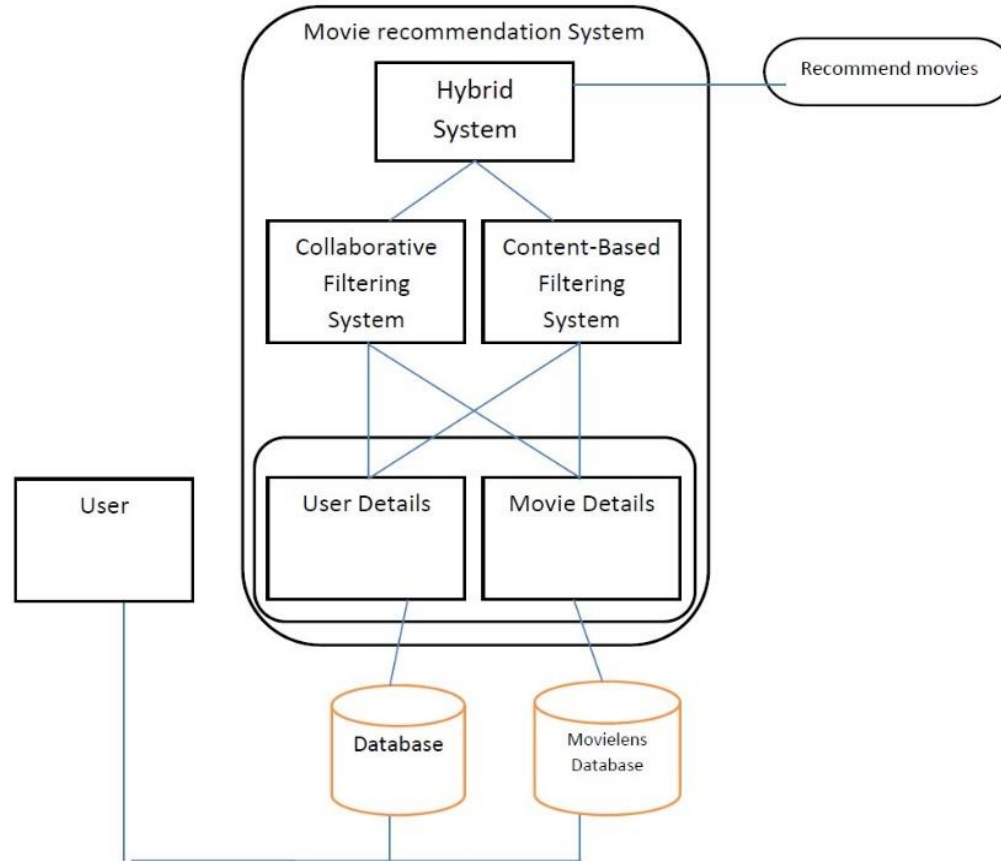 Movie recommendation System
Recommend movies
Hybrid
System
Collaborative
Filtering
System
Content-Based
Filtering
System
User
User Details
Movie Details
Database
Movielens
Database